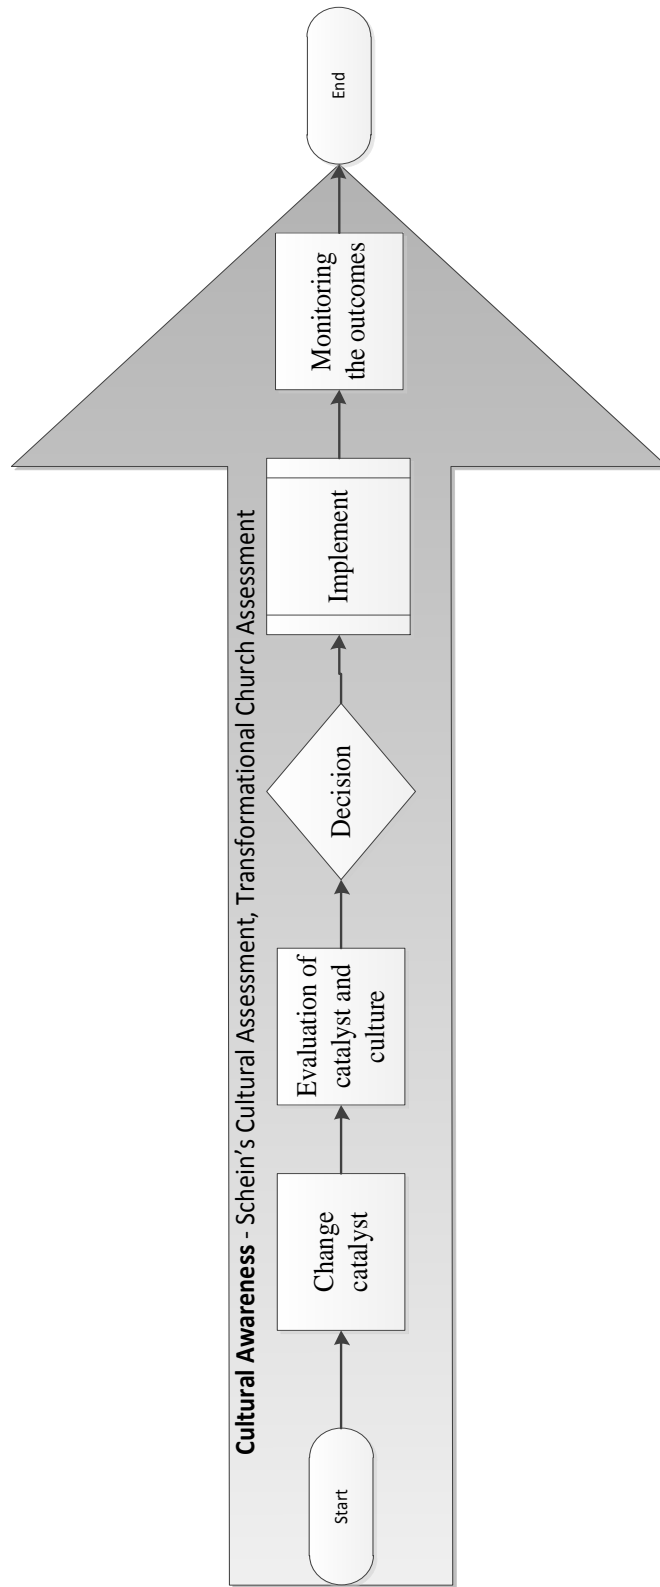 Cultural Awareness - Schein’s Cultural Assessment, Transformational Church Assessment
Start
Change
catalyst
Evaluation of
catalyst and
culture
Decision
Implement
Monitoring
the outcomes
End